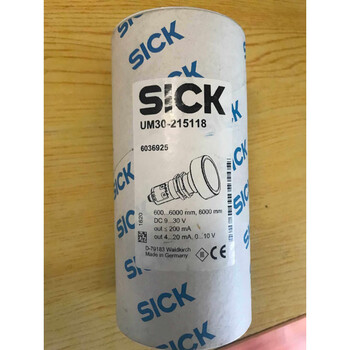 SICK
SICK
UM30-215118
6036925
600...6000 mm, 8000 mm
DC 9...30 V
out ≤ 200 mA
out 4...20 mA, 0...10 V
D-79183 Waldkirch
Made in Germany
SICK
SICK
SICK